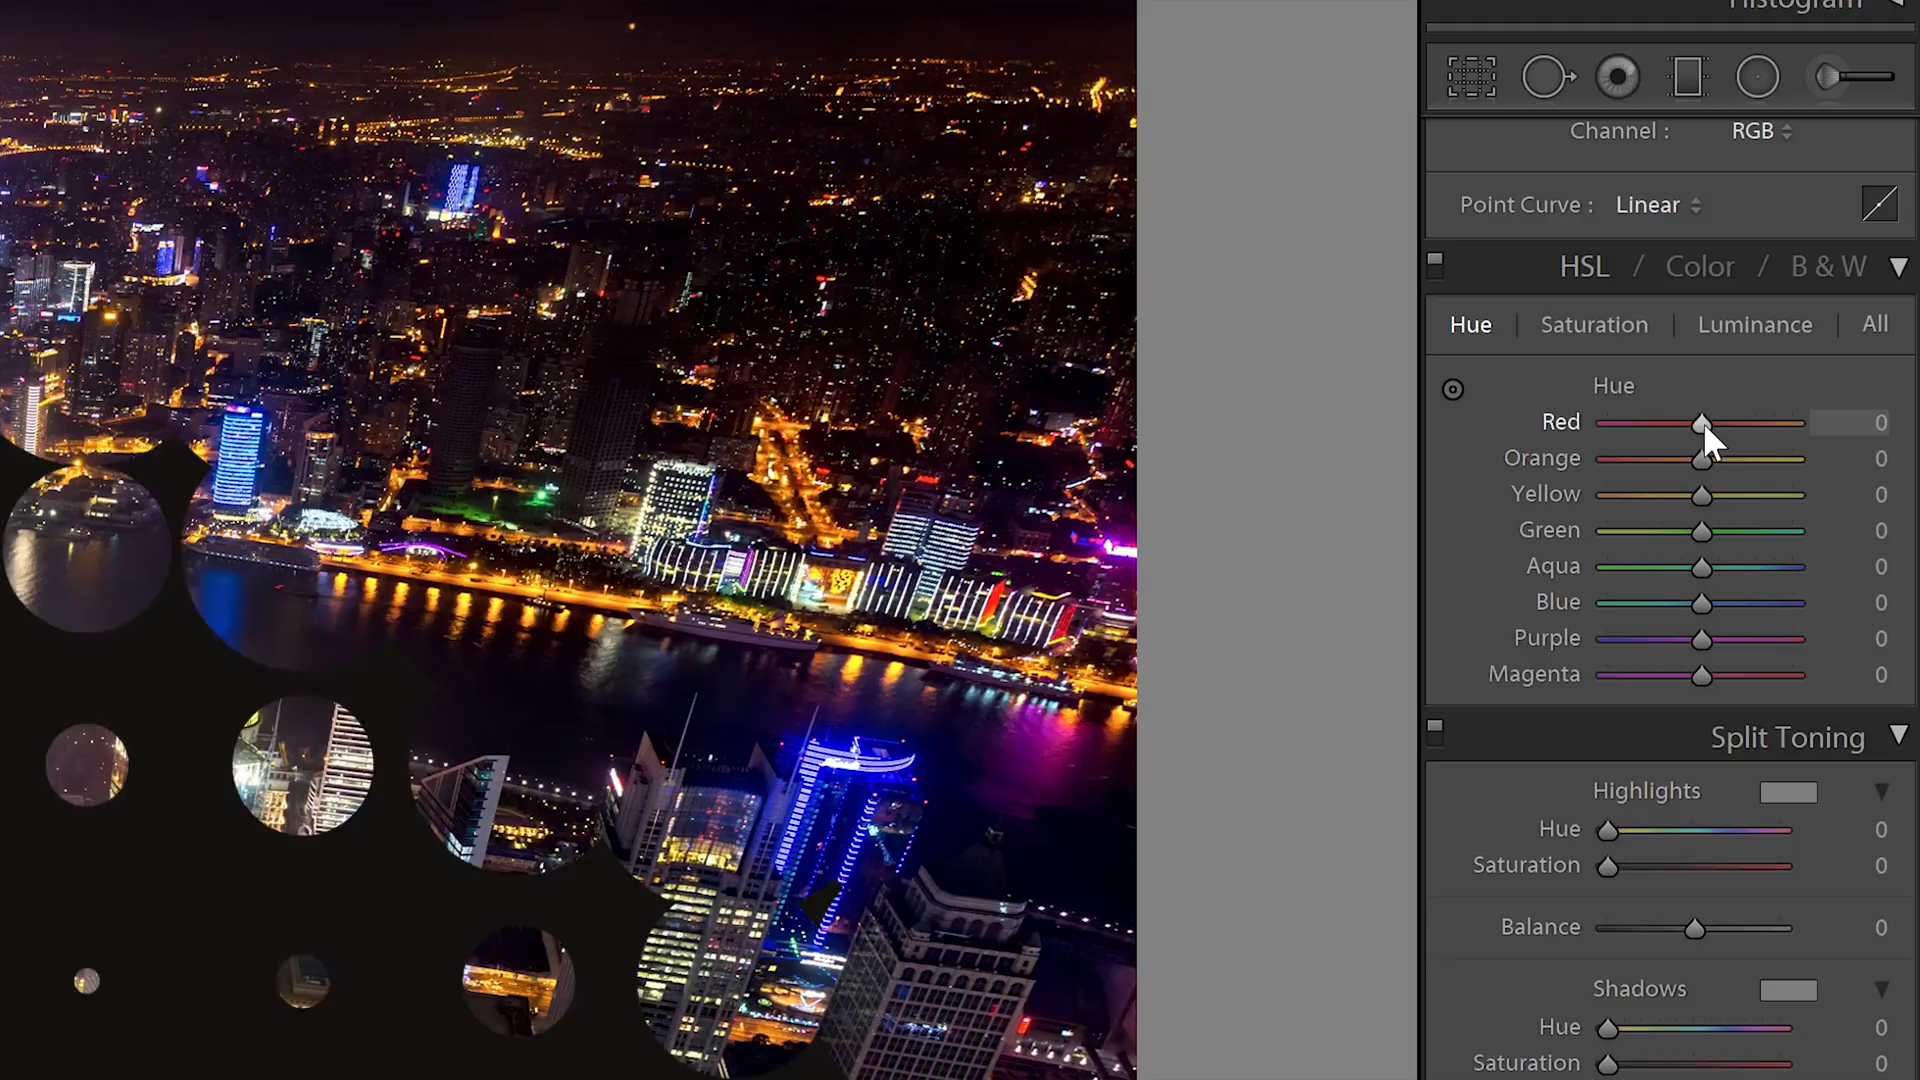 Histogram
Channel : RGB
Point Curve : Linear
HSL / Color / B & W
Hue | Saturation | Luminance | All
Hue
Red 0
Orange 0
Yellow 0
Green 0
Aqua 0
Blue 0
Purple 0
Magenta 0
Split Toning
Highlights
Hue 0
Saturation 0
Balance 0
Shadows
Hue 0
Saturation 0